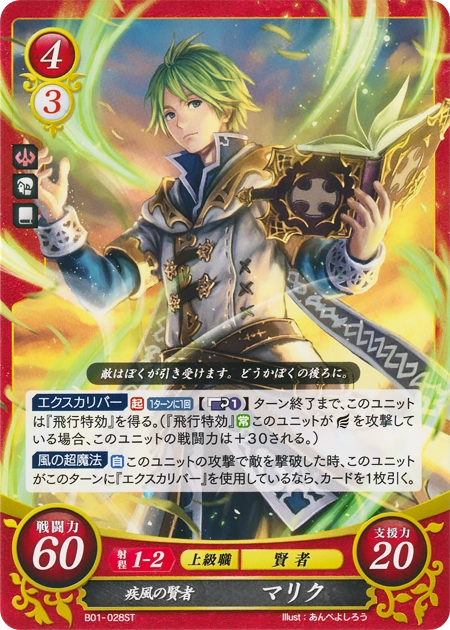 4
3
敵はぼくが引き受けます。どうかぼくの後ろに。
エクスカリバー 起 1ターンに1回 【1】ターン終了まで、このユニット
は『飛行特効』を得る。(『飛行特効』常このユニットが を攻撃して
いる場合、このユニットの戦闘力は+30される。)
風の超魔法 自 このユニットの攻撃で敵を撃破した時、このユニット
がこのターンに『エクスカリバー』を使用しているなら、カードを1枚引く。
戦闘力
60
射程 1-2 上級職 賢者
支援力
20
疾風の賢者 マリク
B01-028ST Illust:あんべよしろう